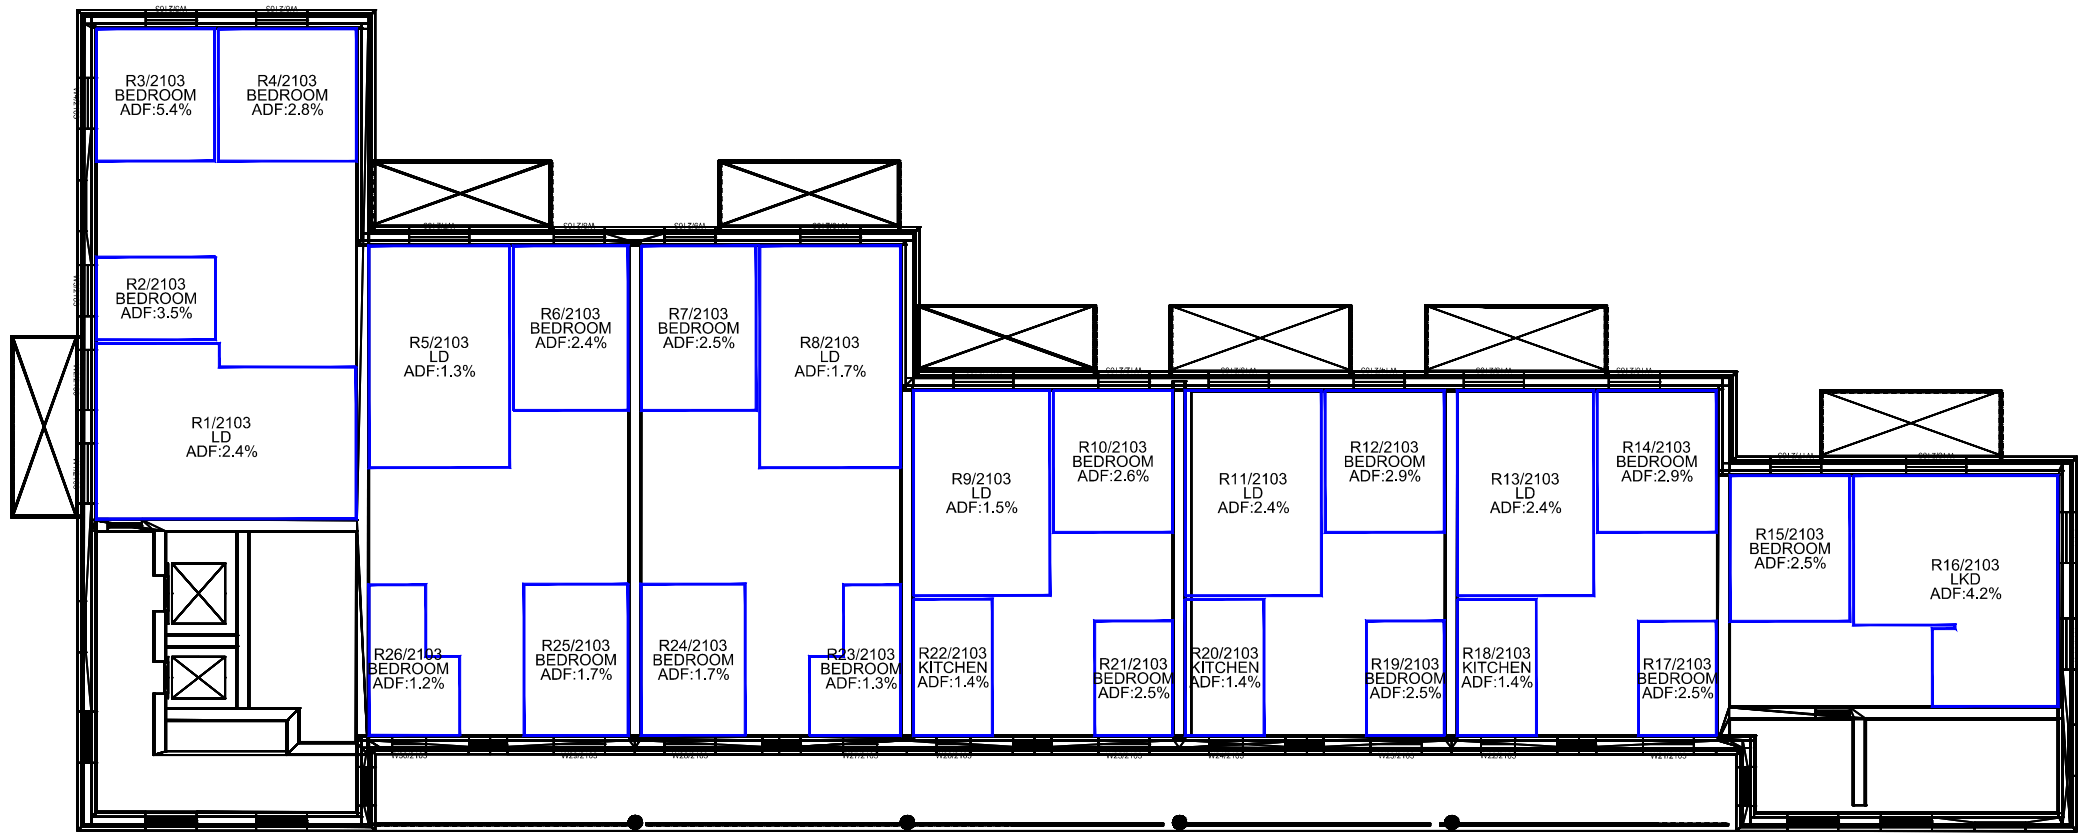 R3/2103
BEDROOM
ADF:5.4%
R4/2103
BEDROOM
ADF:2.8%
R2/2103
BEDROOM
ADF:3.5%
R1/2103
LD
ADF:2.4%
R5/2103
LD
ADF:1.3%
R6/2103
BEDROOM
ADF:2.4%
R7/2103
BEDROOM
ADF:2.5%
R8/2103
LD
ADF:1.7%
R9/2103
LD
ADF:1.5%
R10/2103
BEDROOM
ADF:2.6%
R11/2103
LD
ADF:2.4%
R12/2103
BEDROOM
ADF:2.9%
R13/2103
LD
ADF:2.4%
R14/2103
BEDROOM
ADF:2.9%
R15/2103
BEDROOM
ADF:2.5%
R16/2103
LKD
ADF:4.2%
R26/2103
BEDROOM
ADF:1.2%
R25/2103
BEDROOM
ADF:1.7%
R24/2103
BEDROOM
ADF:1.7%
R23/2103
BEDROOM
ADF:1.3%
R22/2103
KITCHEN
ADF:1.4%
R21/2103
BEDROOM
ADF:2.5%
R20/2103
KITCHEN
ADF:1.4%
R19/2103
BEDROOM
ADF:2.5%
R18/2103
KITCHEN
ADF:1.4%
R17/2103
BEDROOM
ADF:2.5%